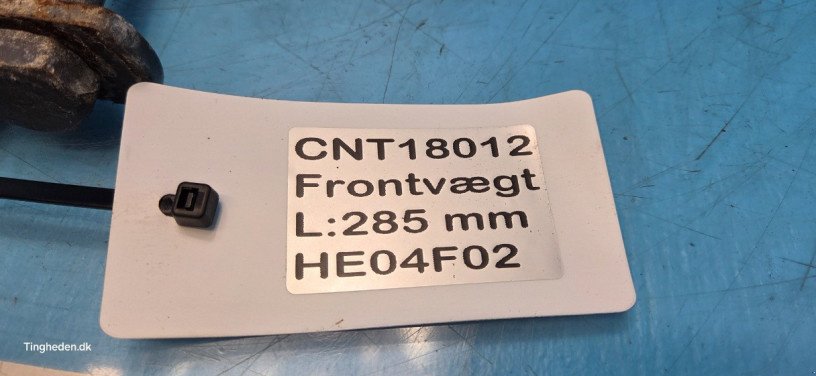 CNT18012
Frontvægt
L:285 mm
HE04F02
Tingheden.dk